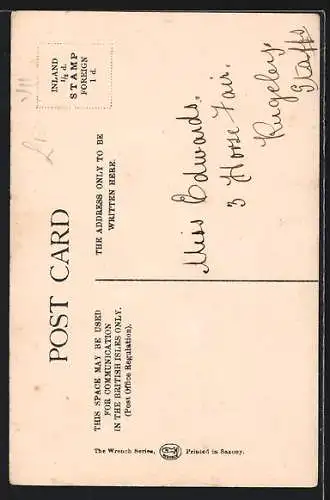 POST CARD
INLAND
½ d.
STAMP
FOREIGN
1 d.
THIS SPACE MAY BE USED
FOR COMMUNICATION
IN THE BRITISH ISLES ONLY.
(Post Office Regulation).
THE ADDRESS ONLY TO BE
WRITTEN HERE.
Miss Edwards.
3 Horse Fair.
Rugeley.
Staffs
The Wrench Series, Printed in Saxony.